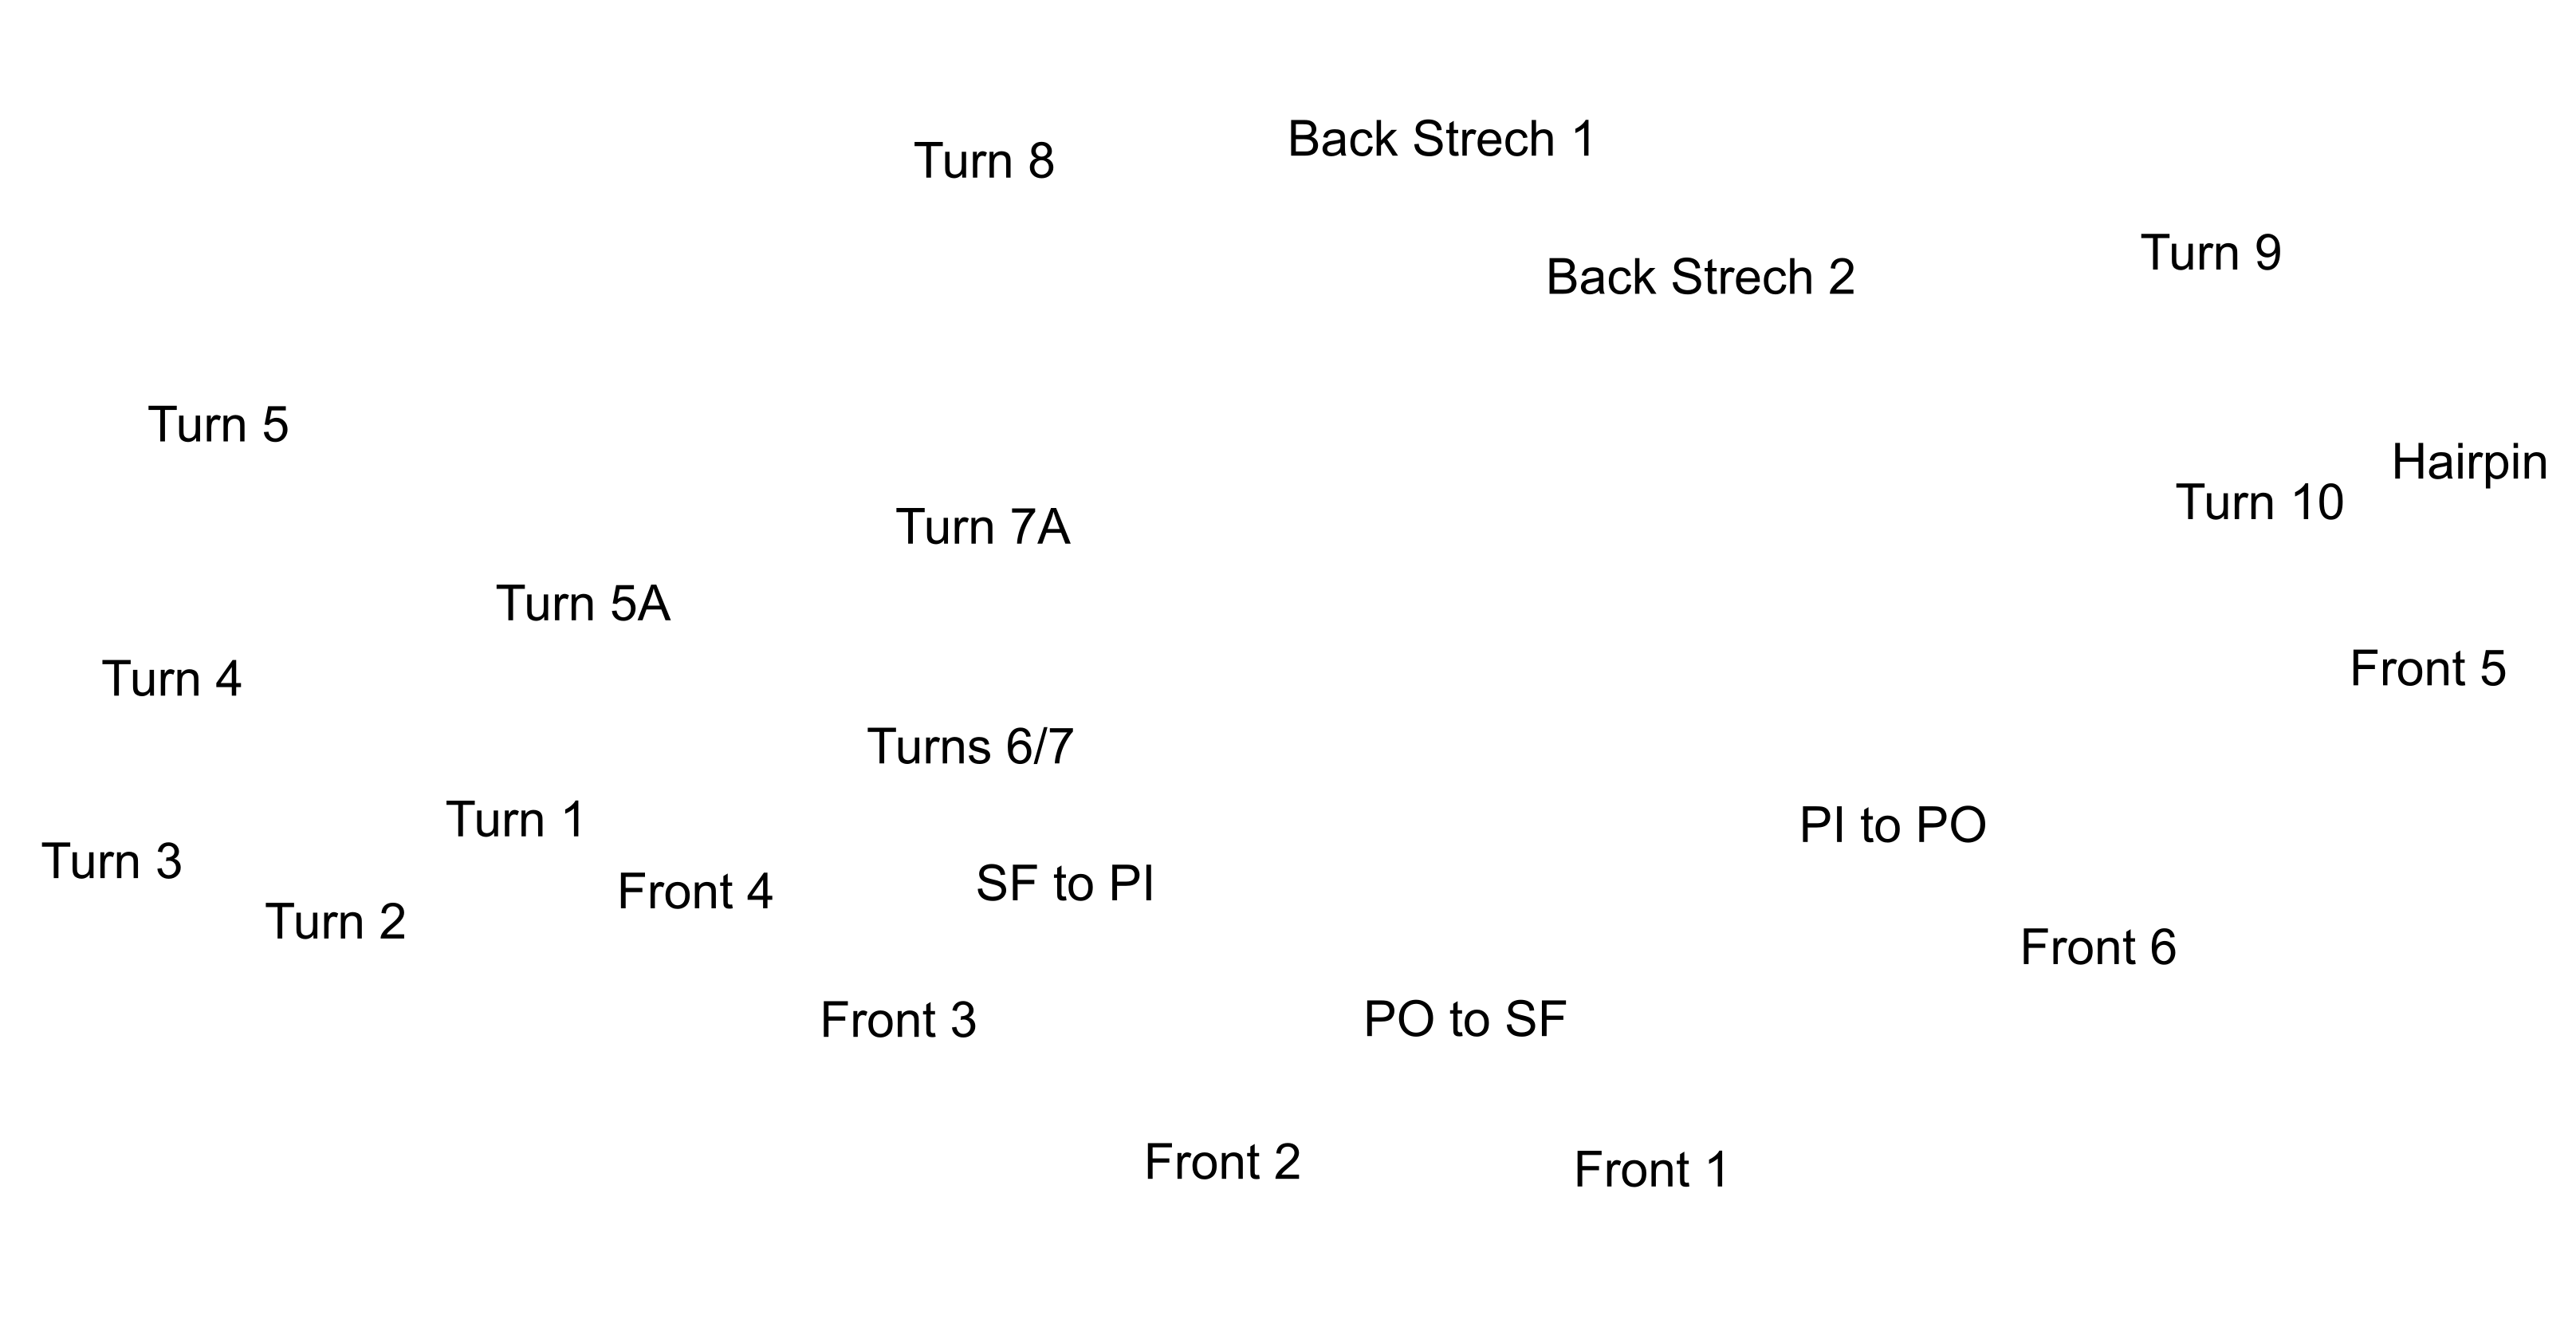 Back Strech 1
Turn 8
Turn 9
Back Strech 2
Turn 5
Hairpin
Turn 10
Turn 7A
Turn 5A
Front 5
Turn 4
Turns 6/7
Turn 1
PI to PO
Turn 3
SF to PI
Front 4
Turn 2
Front 6
Front 3
PO to SF
Front 2
Front 1